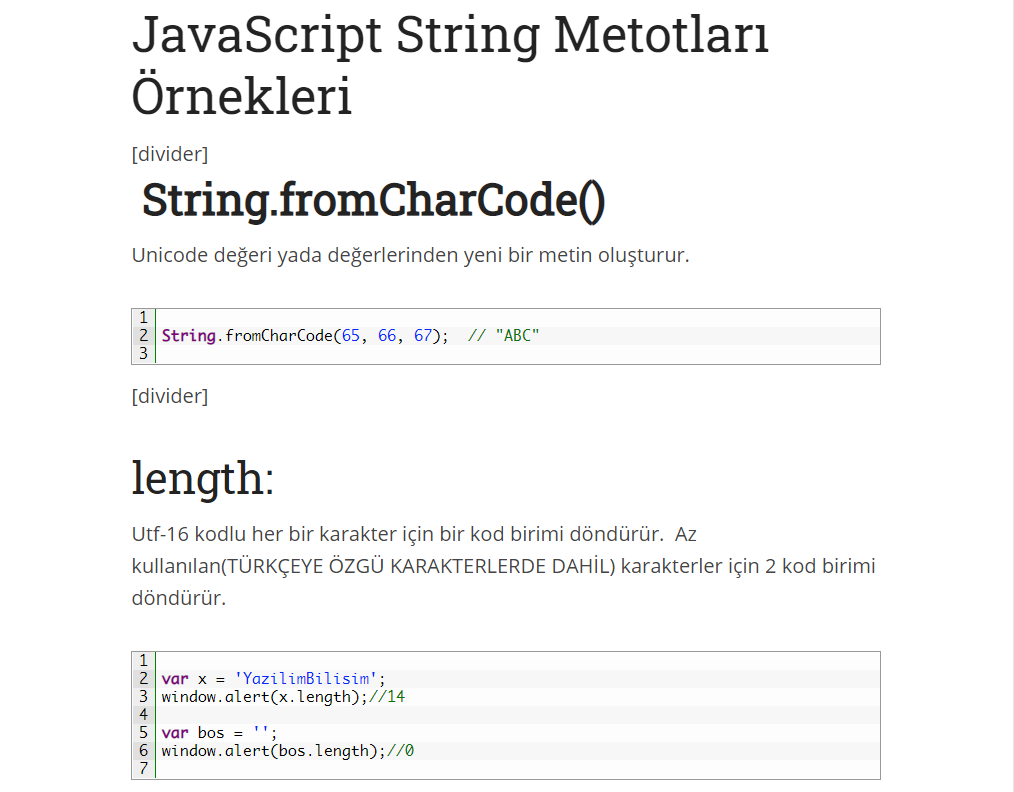 JavaScript String Metotları
Örnekleri
[divider]
String.fromCharCode()
Unicode değeri yada değerlerinden yeni bir metin oluşturur.
1
2 String.fromCharCode(65, 66, 67);  // "ABC"
3
[divider]
length:
Utf-16 kodlu her bir karakter için bir kod birimi döndürür.  Az
kullanılan(TÜRKÇEYE ÖZGÜ KARAKTERLERDE DAHİL) karakterler için 2 kod birimi
döndürür.
1
2 var x = 'YazilimBilisim';
3 window.alert(x.length);//14
4
5 var bos = '';
6 window.alert(bos.length);//0
7